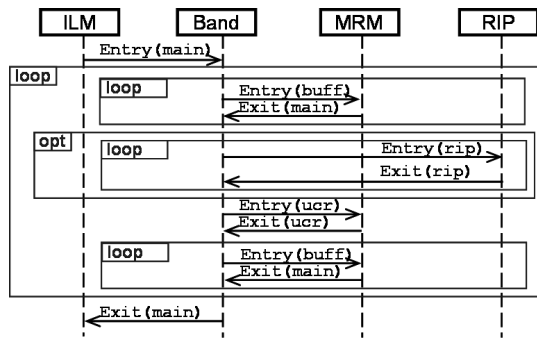 ILM Band MRM RIP
Entry(main)
loop
loop
Entry(buff)
Exit(main)
opt
loop
Entry(rip)
Exit(rip)
Entry(ucr)
Exit(ucr)
loop
Entry(buff)
Exit(main)
Exit(main)